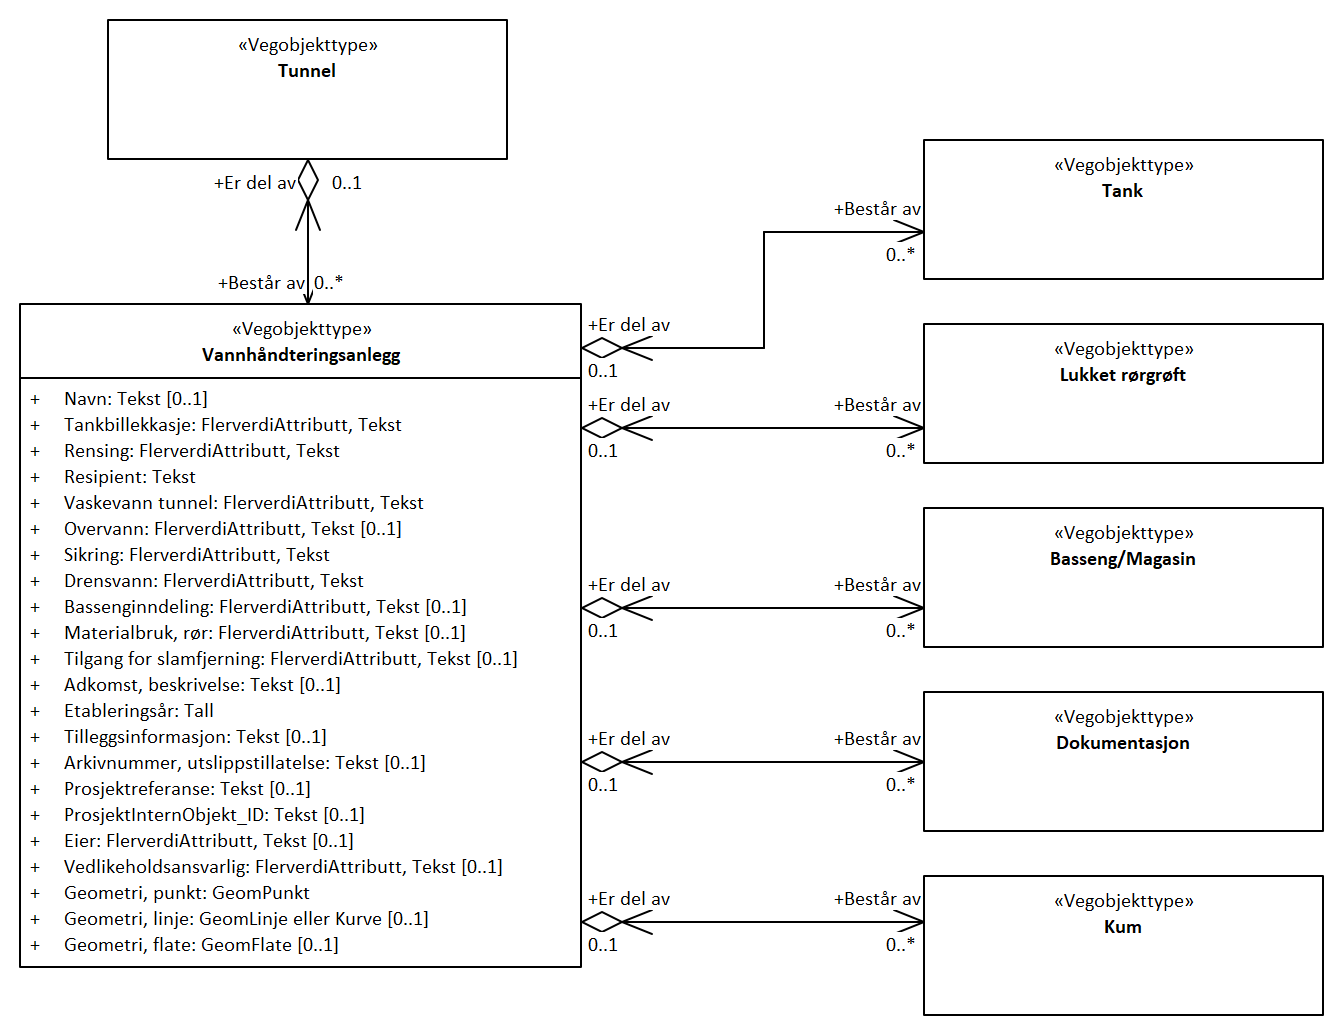 «Vegobjekttype»
Tunnel
+Er del av
0..1
+Består av
0..*
«Vegobjekttype»
Vannhåndteringsanlegg
+ Navn: Tekst [0..1]
+ Tankbillekkasje: FlerverdiAttributt, Tekst
+ Rensing: FlerverdiAttributt, Tekst
+ Resipient: Tekst
+ Vaskevann tunnel: FlerverdiAttributt, Tekst
+ Overvann: FlerverdiAttributt, Tekst [0..1]
+ Sikring: FlerverdiAttributt, Tekst
+ Drensvann: FlerverdiAttributt, Tekst
+ Bassenginndeling: FlerverdiAttributt, Tekst [0..1]
+ Materialbruk, rør: FlerverdiAttributt, Tekst [0..1]
+ Tilgang for slamfjerning: FlerverdiAttributt, Tekst [0..1]
+ Adkomst, beskrivelse: Tekst [0..1]
+ Etableringsår: Tall
+ Tilleggsinformasjon: Tekst [0..1]
+ Arkivnummer, utslippstillatelse: Tekst [0..1]
+ Prosjektreferanse: Tekst [0..1]
+ ProsjektInternObjekt_ID: Tekst [0..1]
+ Eier: FlerverdiAttributt, Tekst [0..1]
+ Vedlikeholdsansvarlig: FlerverdiAttributt, Tekst [0..1]
+ Geometri, punkt: GeomPunkt
+ Geometri, linje: GeomLinje eller Kurve [0..1]
+ Geometri, flate: GeomFlate [0..1]
+Er del av
0..1
+Består av
0..*
«Vegobjekttype»
Tank
+Er del av
0..1
+Består av
0..*
«Vegobjekttype»
Lukket rørgrøft
+Er del av
0..1
+Består av
0..*
«Vegobjekttype»
Basseng/Magasin
+Er del av
0..1
+Består av
0..*
«Vegobjekttype»
Dokumentasjon
+Er del av
0..1
+Består av
0..*
«Vegobjekttype»
Kum